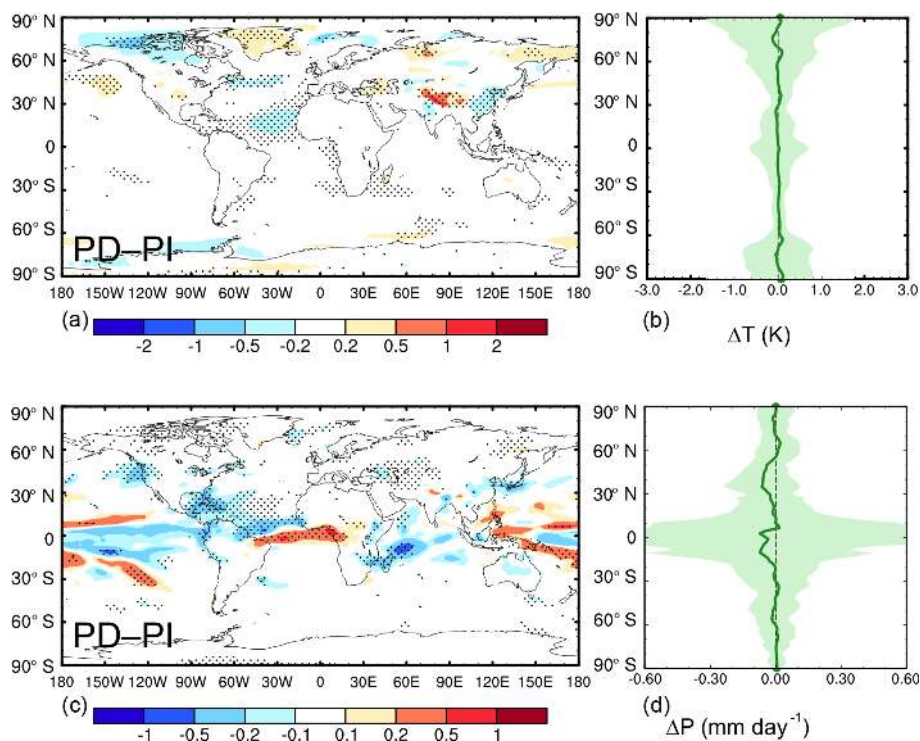 90° N
60° N
30° N
0
30° S
60° S
90° S
PD–PI
180 150W 120W 90W 60W 30W 0 30E 60E 90E 120E 150E 180
(a)
-2 -1 -0.5 -0.2 0.2 0.5 1 2
90° N
60° N
30° N
0
30° S
60° S
90° S
-3.0 -2.0 -1.0 0.0 1.0 2.0 3.0
(b)
ΔT (K)
90° N
60° N
30° N
0
30° S
60° S
90° S
PD–PI
180 150W 120W 90W 60W 30W 0 30E 60E 90E 120E 150E 180
(c)
-1 -0.5 -0.2 -0.1 0.1 0.2 0.5 1
90° N
60° N
30° N
0
30° S
60° S
90° S
-0.60 -0.30 0.00 0.30 0.60
(d)
ΔP (mm day⁻¹)